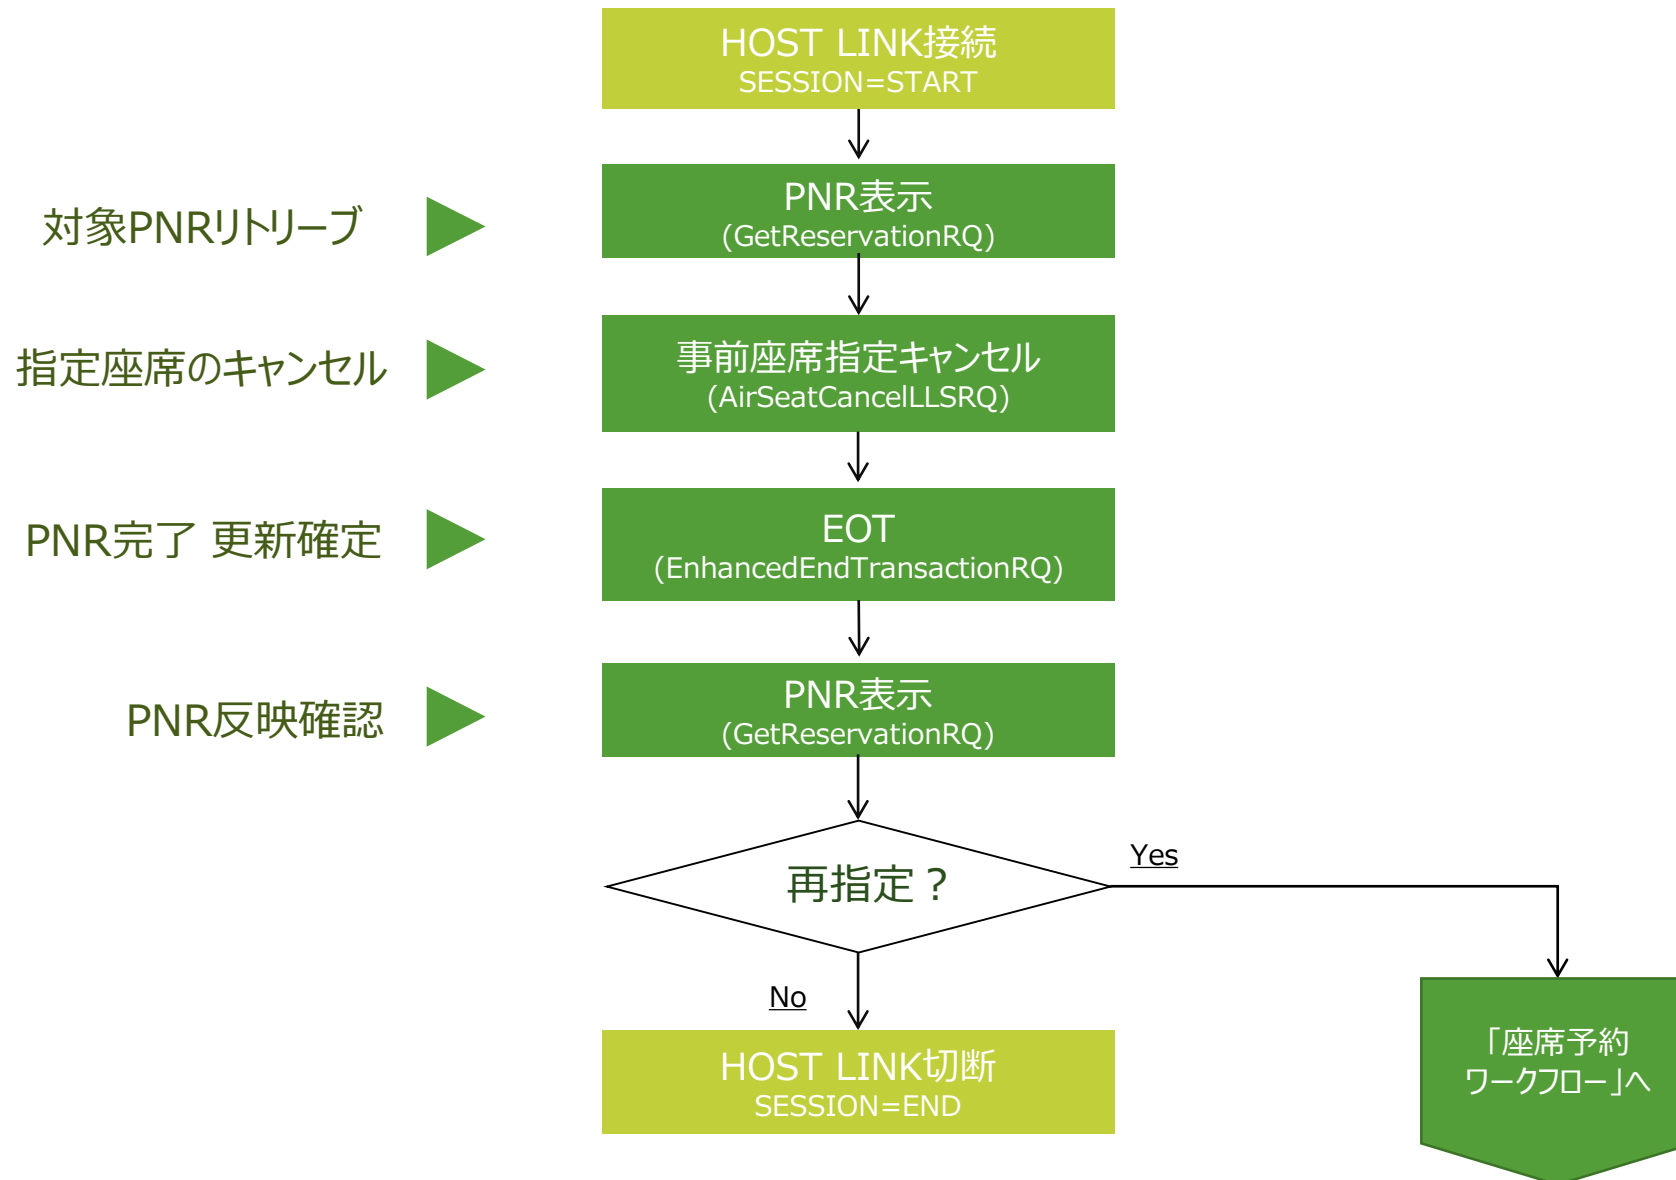 HOST LINK接続
SESSION=START
対象PNRリトリーブ
PNR表示
(GetReservationRQ)
指定座席のキャンセル
事前座席指定キャンセル
(AirSeatCancelLLSRQ)
PNR完了 更新確定
EOT
(EnhancedEndTransactionRQ)
PNR反映確認
PNR表示
(GetReservationRQ)
再指定？
Yes
No
HOST LINK切断
SESSION=END
「座席予約
ワークフロー」へ